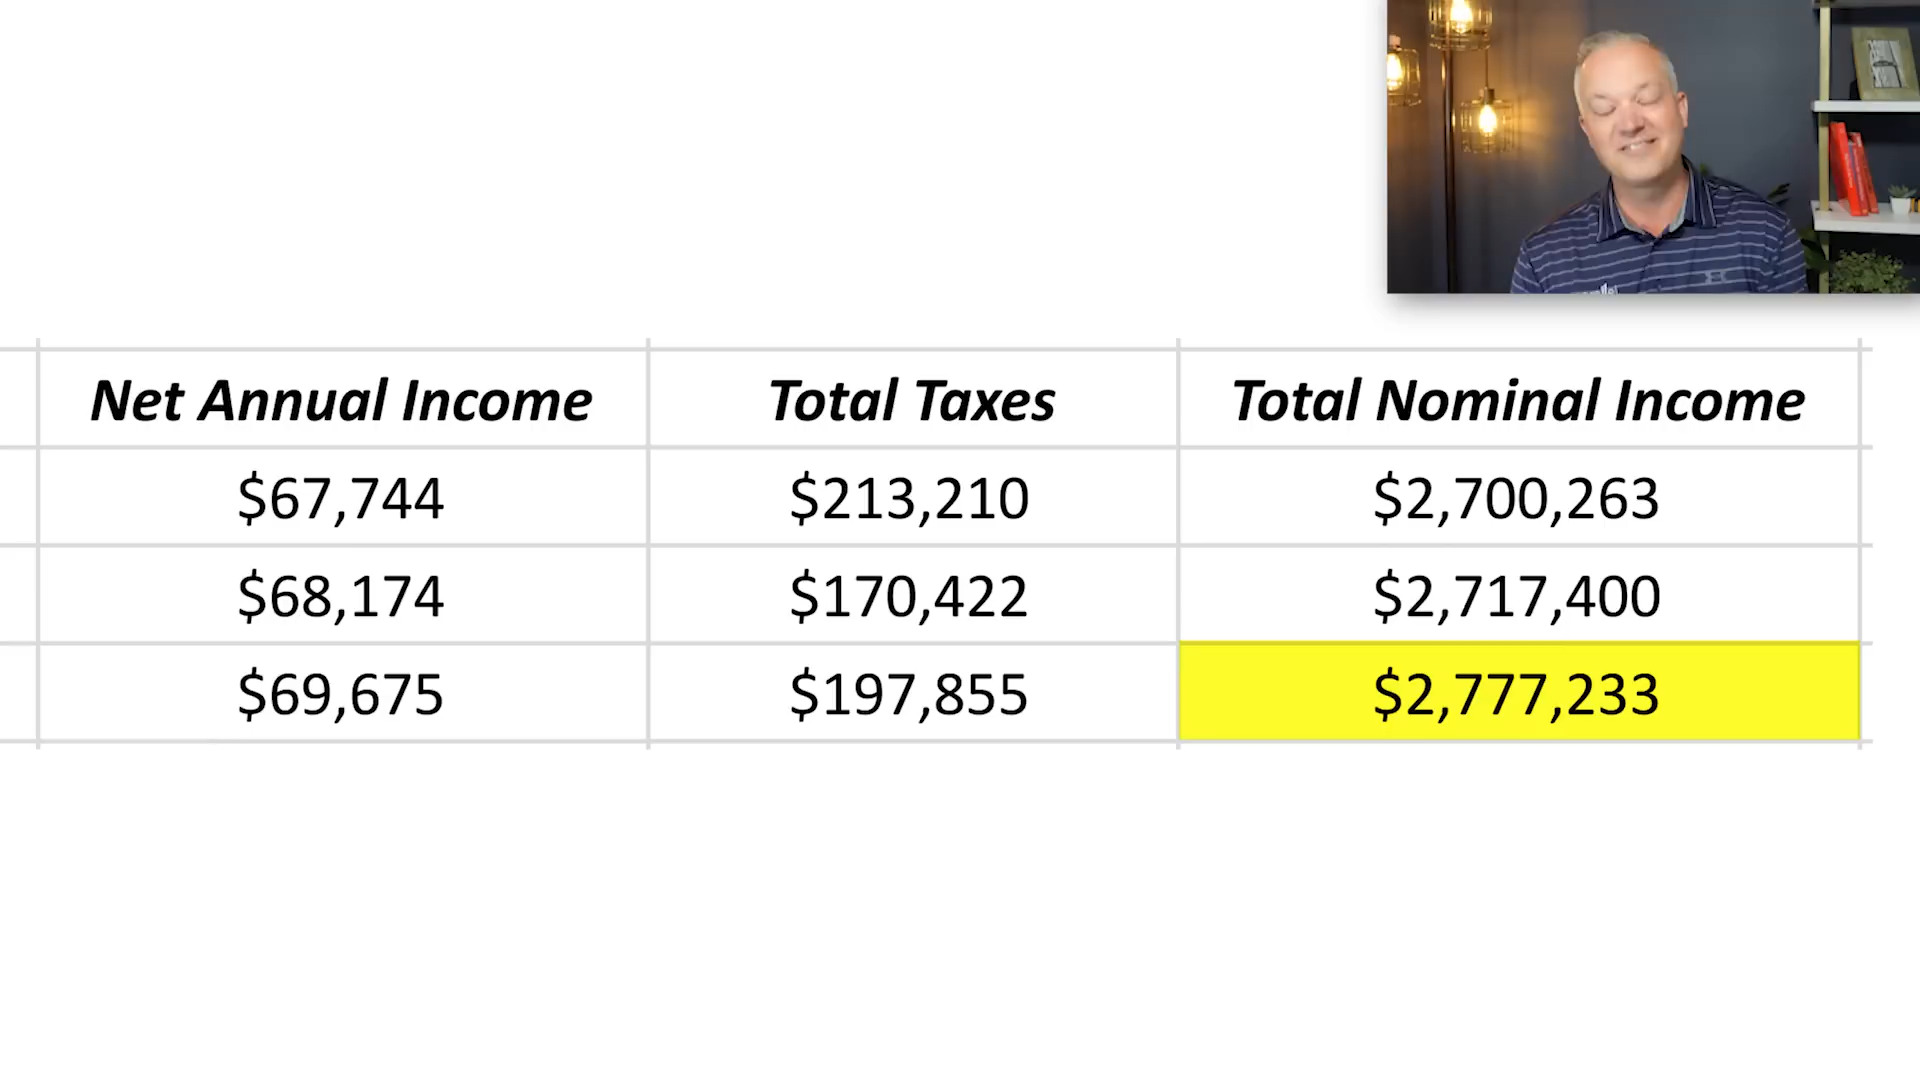 Net Annual Income Total Taxes Total Nominal Income
$67,744 $213,210 $2,700,263
$68,174 $170,422 $2,717,400
$69,675 $197,855 $2,777,233